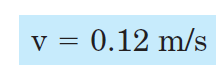 v = 0.12 m/s